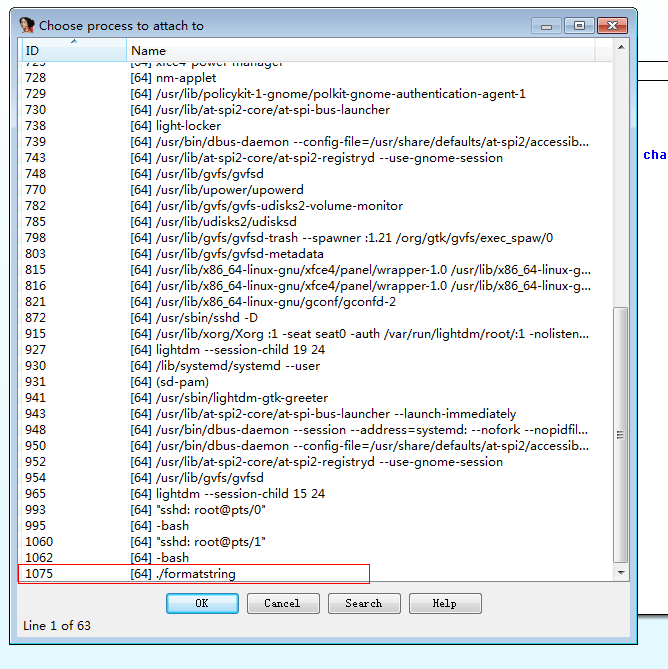 Choose process to attach to
ID Name
725 [64] xfce4-power-manager
728 [64] nm-applet
729 [64] /usr/lib/policykit-1-gnome/polkit-gnome-authentication-agent-1
730 [64] /usr/lib/at-spi2-core/at-spi-bus-launcher
738 [64] light-locker
739 [64] /usr/bin/dbus-daemon --config-file=/usr/share/defaults/at-spi2/accessib...
743 [64] /usr/lib/at-spi2-core/at-spi2-registryd --use-gnome-session
748 [64] /usr/lib/gvfs/gvfsd
770 [64] /usr/lib/upower/upowerd
782 [64] /usr/lib/gvfs/gvfs-udisks2-volume-monitor
785 [64] /usr/lib/udisks2/udisksd
798 [64] /usr/lib/gvfs/gvfsd-trash --spawner :1.21 /org/gtk/gvfs/exec_spaw/0
803 [64] /usr/lib/gvfs/gvfsd-metadata
815 [64] /usr/lib/x86_64-linux-gnu/xfce4/panel/wrapper-1.0 /usr/lib/x86_64-linux-g...
816 [64] /usr/lib/x86_64-linux-gnu/xfce4/panel/wrapper-1.0 /usr/lib/x86_64-linux-g...
821 [64] /usr/lib/x86_64-linux-gnu/gconf/gconfd-2
872 [64] /usr/sbin/sshd -D
915 [64] /usr/lib/xorg/Xorg :1 -seat seat0 -auth /var/run/lightdm/root/:1 -nolisten...
927 [64] lightdm --session-child 19 24
930 [64] /lib/systemd/systemd --user
931 [64] (sd-pam)
941 [64] /usr/sbin/lightdm-gtk-greeter
943 [64] /usr/lib/at-spi2-core/at-spi-bus-launcher --launch-immediately
948 [64] /usr/bin/dbus-daemon --session --address=systemd: --nofork --nopidfil...
950 [64] /usr/bin/dbus-daemon --config-file=/usr/share/defaults/at-spi2/accessib...
952 [64] /usr/lib/at-spi2-core/at-spi2-registryd --use-gnome-session
954 [64] /usr/lib/gvfs/gvfsd
965 [64] lightdm --session-child 15 24
993 [64] "sshd: root@pts/0"
995 [64] -bash
1060 [64] "sshd: root@pts/1"
1062 [64] -bash
1075 [64] ./formatstring
OK Cancel Search Help
Line 1 of 63
cha